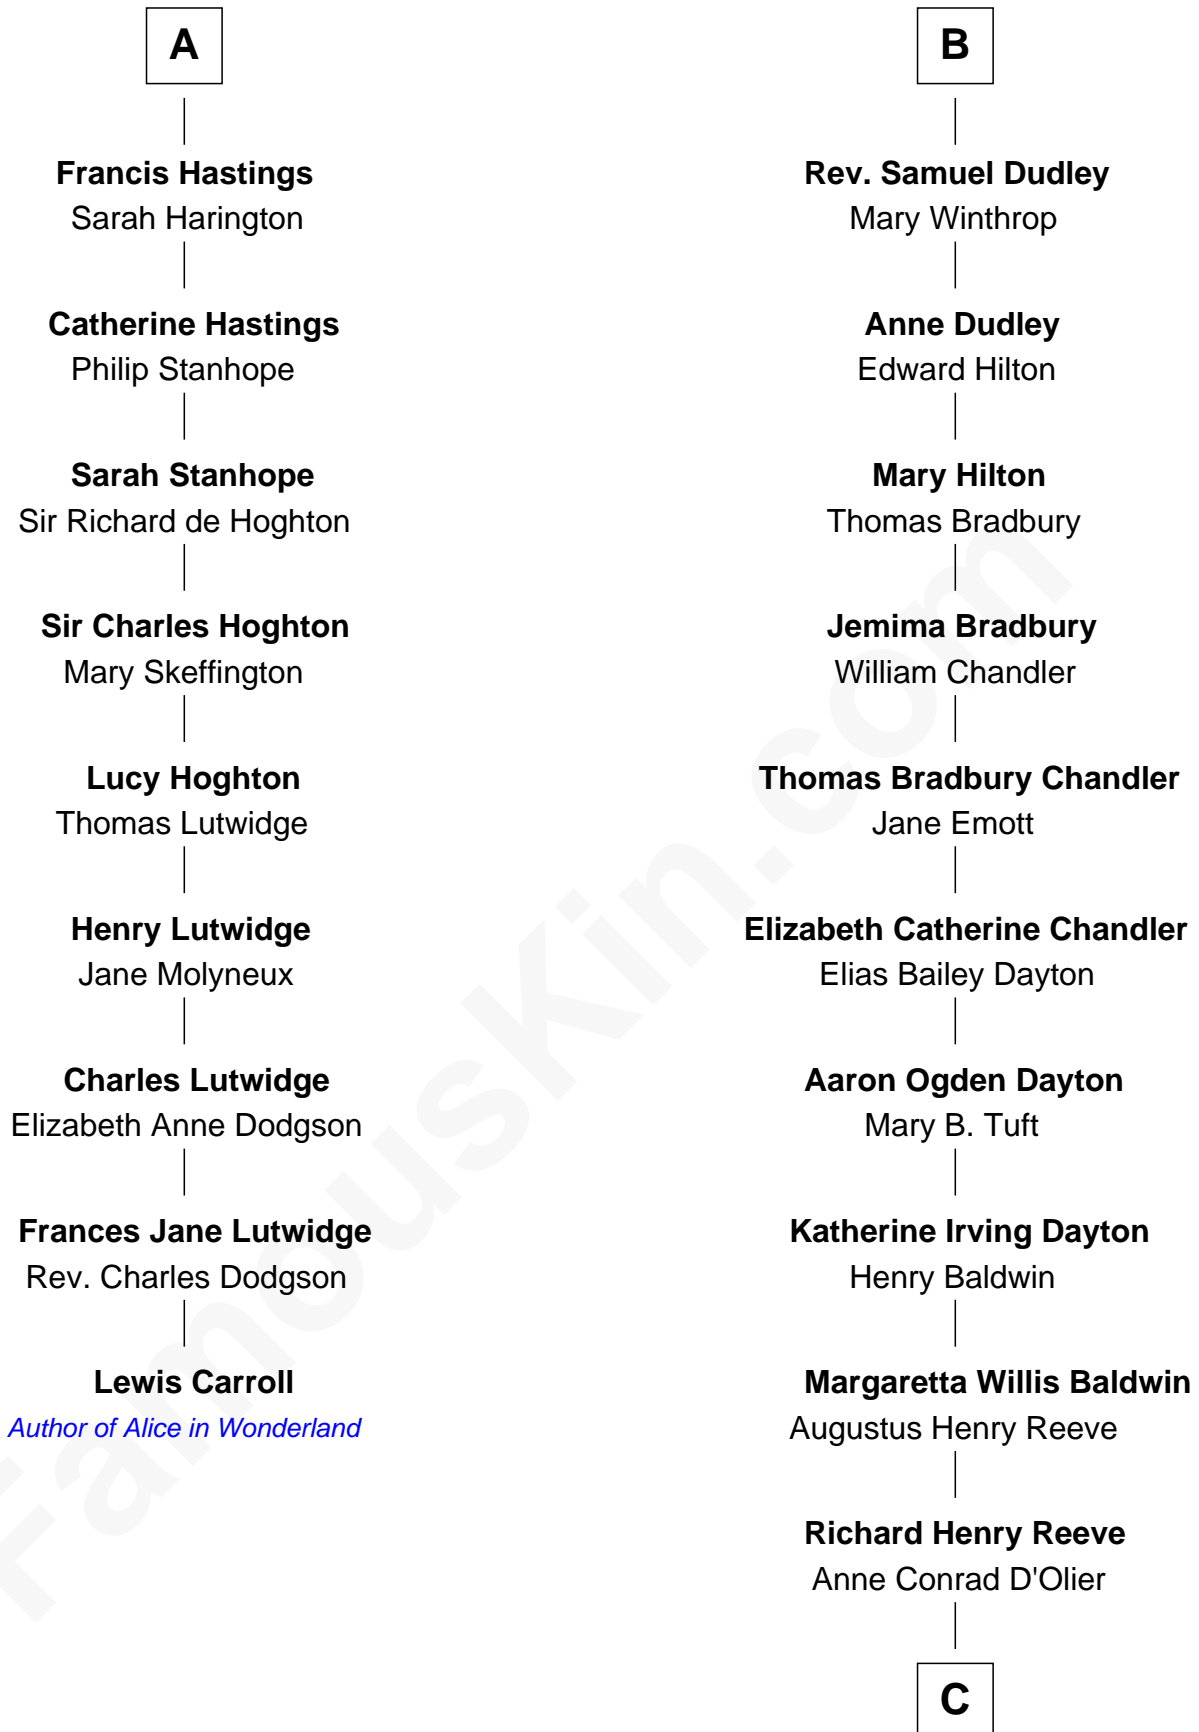 A
Francis Hastings
Sarah Harington
Catherine Hastings
Philip Stanhope
Sarah Stanhope
Sir Richard de Hoghton
Sir Charles Hoghton
Mary Skeffington
Lucy Hoghton
Thomas Lutwidge
Henry Lutwidge
Jane Molyneux
Charles Lutwidge
Elizabeth Anne Dodgson
Frances Jane Lutwidge
Rev. Charles Dodgson
Lewis Carroll
Author of Alice in Wonderland
B
Rev. Samuel Dudley
Mary Winthrop
Anne Dudley
Edward Hilton
Mary Hilton
Thomas Bradbury
Jemima Bradbury
William Chandler
Thomas Bradbury Chandler
Jane Emott
Elizabeth Catherine Chandler
Elias Bailey Dayton
Aaron Ogden Dayton
Mary B. Tuft
Katherine Irving Dayton
Henry Baldwin
Margaretta Willis Baldwin
Augustus Henry Reeve
Richard Henry Reeve
Anne Conrad D'Olier
C
FamousKin.com